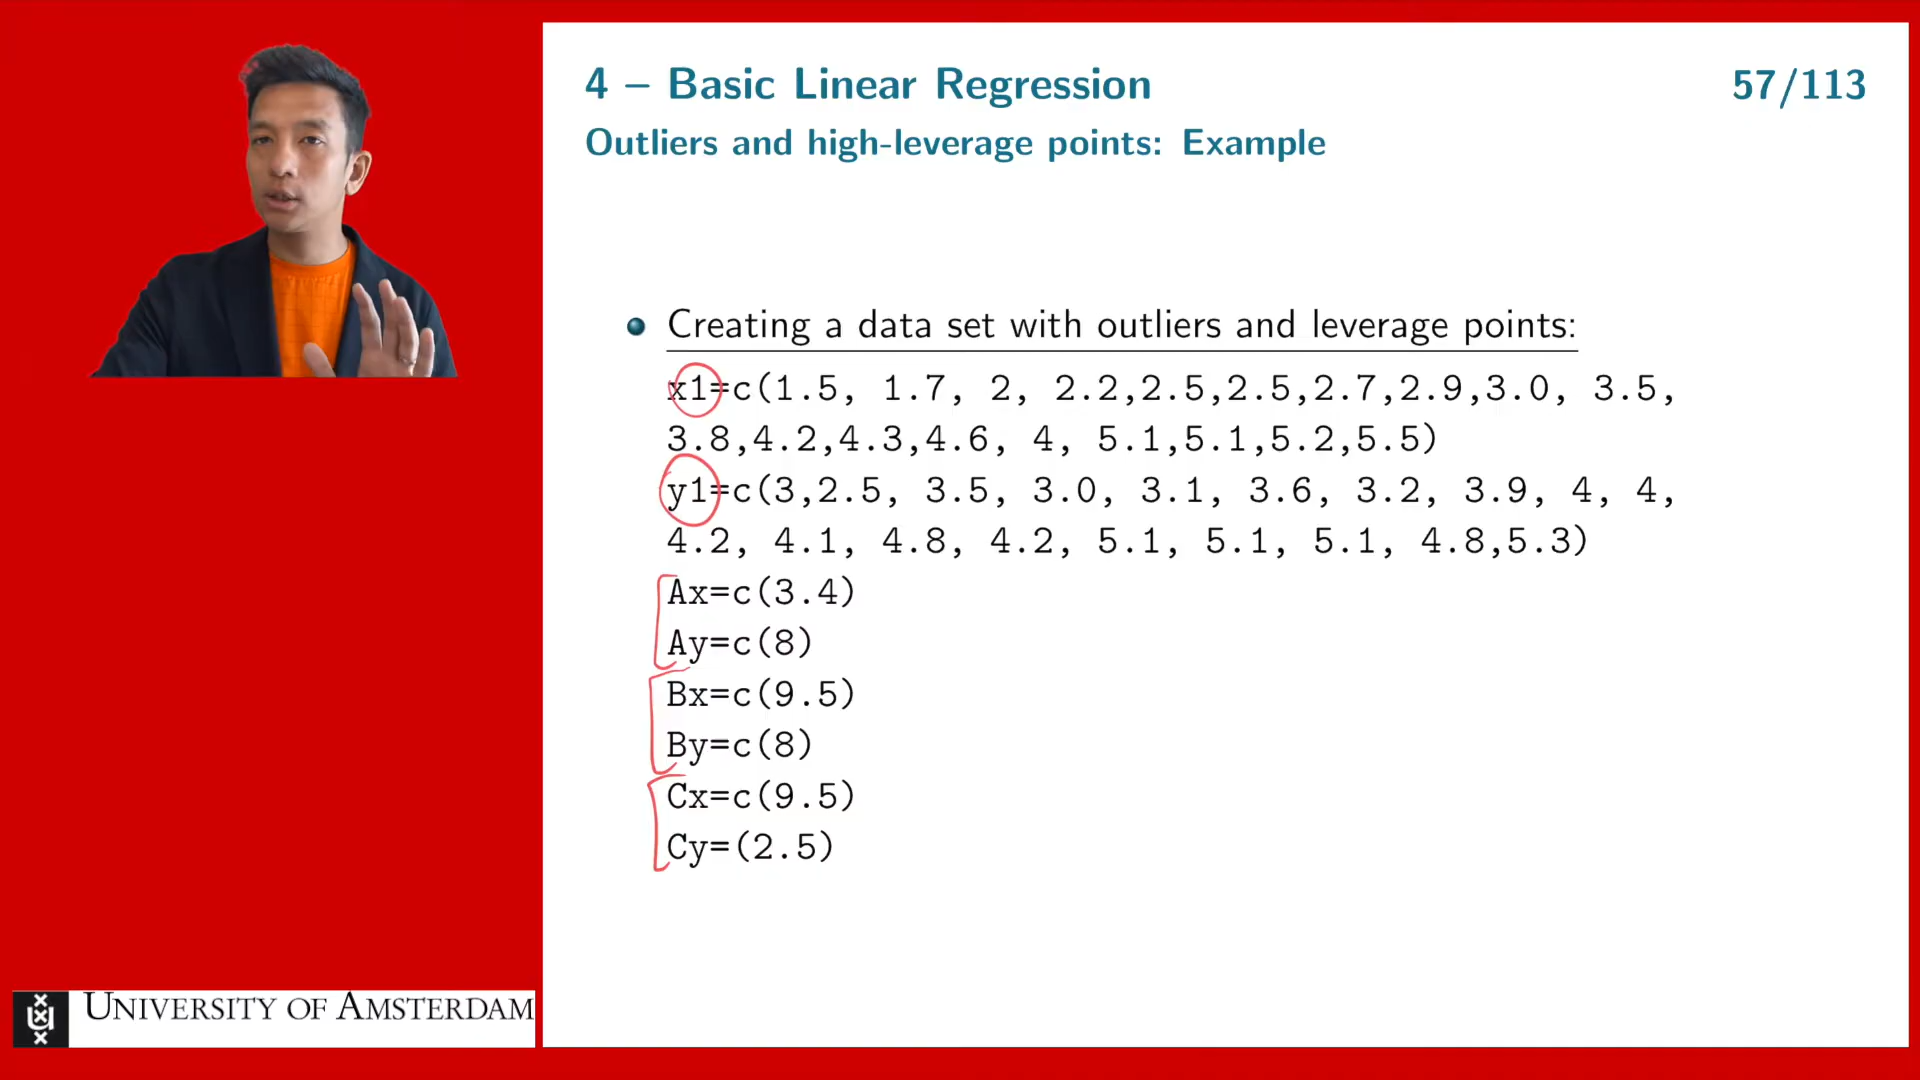 4 – Basic Linear Regression
57/113
Outliers and high-leverage points: Example
Creating a data set with outliers and leverage points:
x1=c(1.5, 1.7, 2, 2.2,2.5,2.5,2.7,2.9,3.0, 3.5,
3.8,4.2,4.3,4.6, 4, 5.1,5.1,5.2,5.5)
y1=c(3,2.5, 3.5, 3.0, 3.1, 3.6, 3.2, 3.9, 4, 4,
4.2, 4.1, 4.8, 4.2, 5.1, 5.1, 5.1, 4.8,5.3)
Ax=c(3.4)
Ay=c(8)
Bx=c(9.5)
By=c(8)
Cx=c(9.5)
Cy=(2.5)
UNIVERSITY OF AMSTERDAM